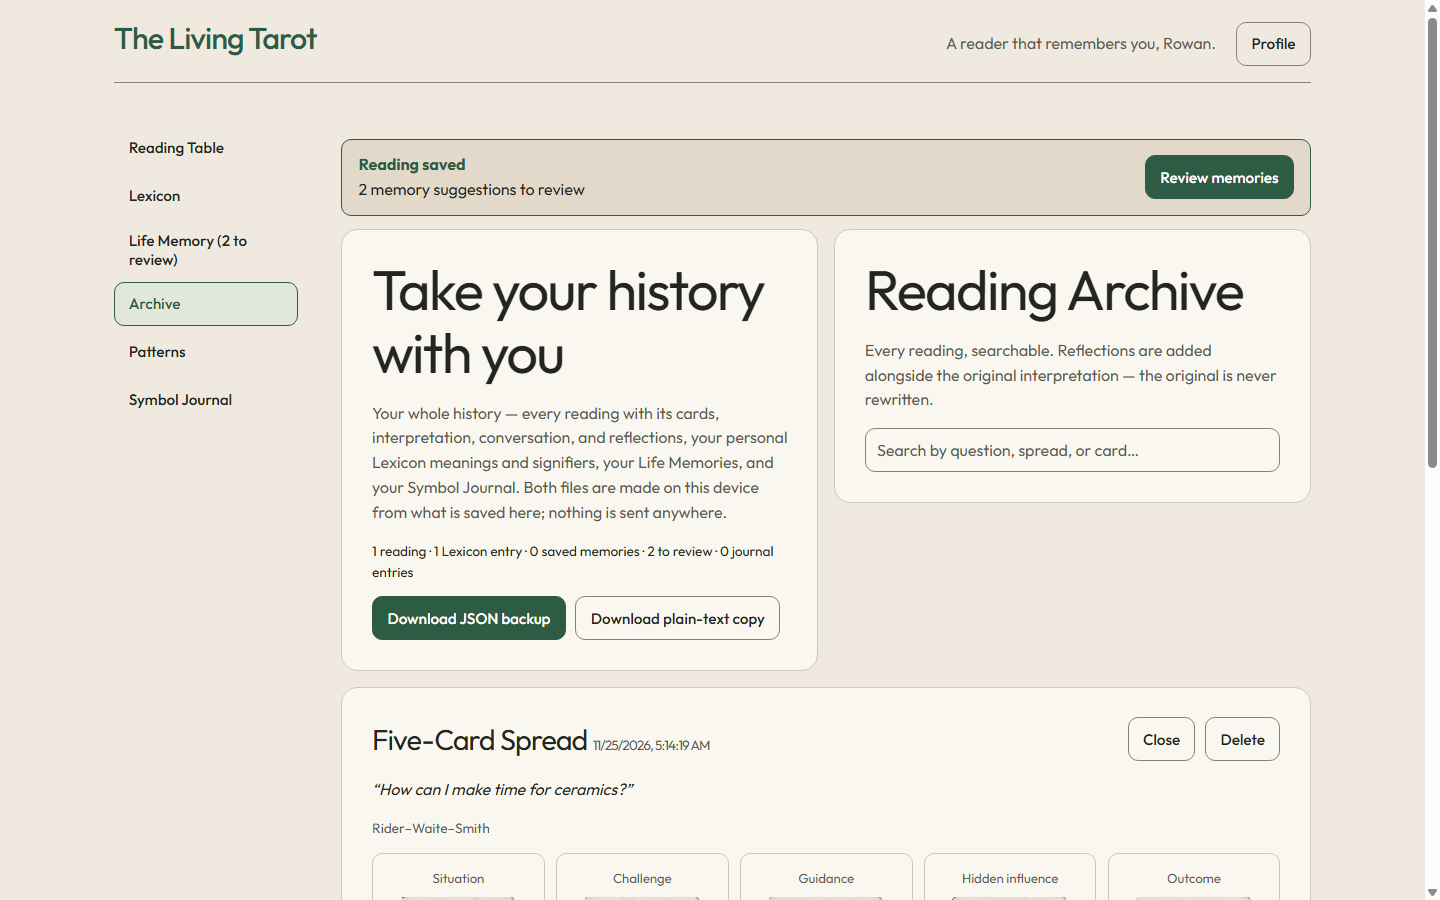 The Living Tarot
A reader that remembers you, Rowan.
Profile
Reading Table
Lexicon
Life Memory (2 to
review)
Archive
Patterns
Symbol Journal
Reading saved
2 memory suggestions to review
Review memories
Take your history
with you
Your whole history — every reading with its cards,
interpretation, conversation, and reflections, your personal
Lexicon meanings and signifiers, your Life Memories, and
your Symbol Journal. Both files are made on this device
from what is saved here; nothing is sent anywhere.
1 reading · 1 Lexicon entry · 0 saved memories · 2 to review · 0 journal
entries
Download JSON backup
Download plain-text copy
Reading Archive
Every reading, searchable. Reflections are added
alongside the original interpretation — the original is never
rewritten.
Search by question, spread, or card…
Five-Card Spread 11/25/2026, 5:14:19 AM
Close
Delete
“How can I make time for ceramics?”
Rider–Waite–Smith
Situation
Challenge
Guidance
Hidden influence
Outcome